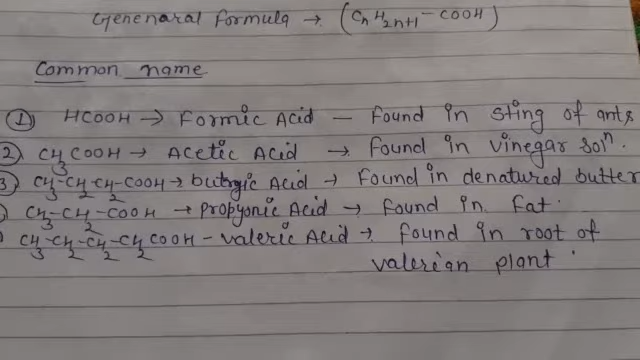 Genenaral formula → (CnH2n+1-COOH)
Common name
① HCOOH → Formic Acid – Found in sting of ants
② CH3COOH → Acetic Acid → Found in vinegar solⁿ.
③ CH3-CH2-CH2-COOH → butryic Acid → Found in denatured butter
CH3-CH2-COOH → propyonic Acid → Found in Fat.
CH3-CH2-CH2-CH2COOH - valeric Acid → Found in root of
valerian plant.